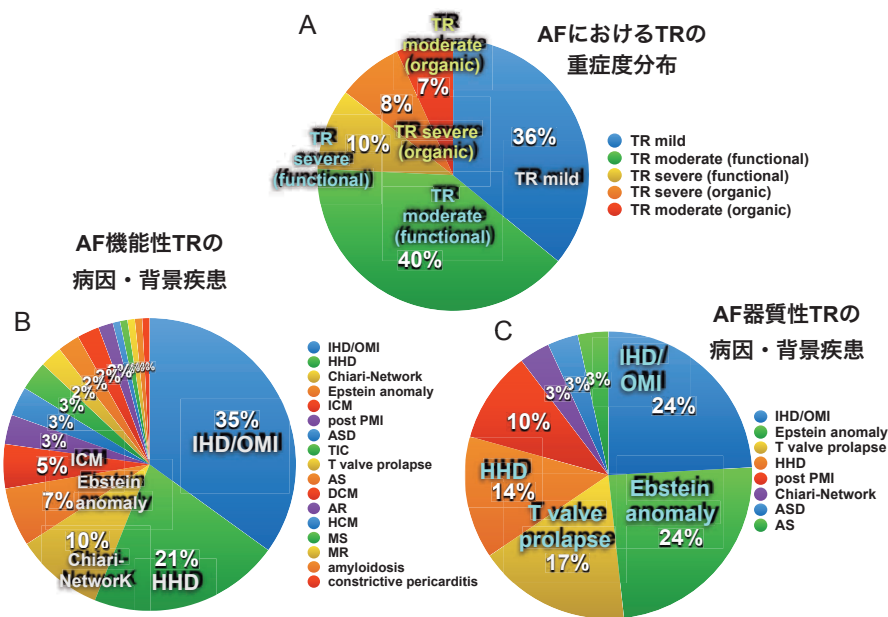 A
AFにおけるTRの
重症度分布
TR
moderate
(organic)
7%
8%
TR severe
(organic)
10%
TR
severe
(functional)
36%
TR mild
TR
moderate
(functional)
40%
TR mild
TR moderate (functional)
TR severe (functional)
TR severe (organic)
TR moderate (organic)
AF機能性TRの
病因・背景疾患
B
35%
IHD/OMI
21%
HHD
10%
Chiari-
NetworK
7%
Ebstein
anomaly
5%
ICM
3%
3%
3%
2%
2%
2%
IHD/OMI
HHD
Chiari-Network
Epstein anomaly
ICM
post PMI
ASD
TIC
T valve prolapse
AS
DCM
AR
HCM
MS
MR
amyloidosis
constrictive pericarditis
C
AF器質性TRの
病因・背景疾患
IHD/
OMI
24%
Ebstein
anomaly
24%
T valve
prolapse
17%
HHD
14%
10%
3%
3%
3%
IHD/OMI
Epstein anomaly
T valve prolapse
HHD
post PMI
Chiari-Network
ASD
AS